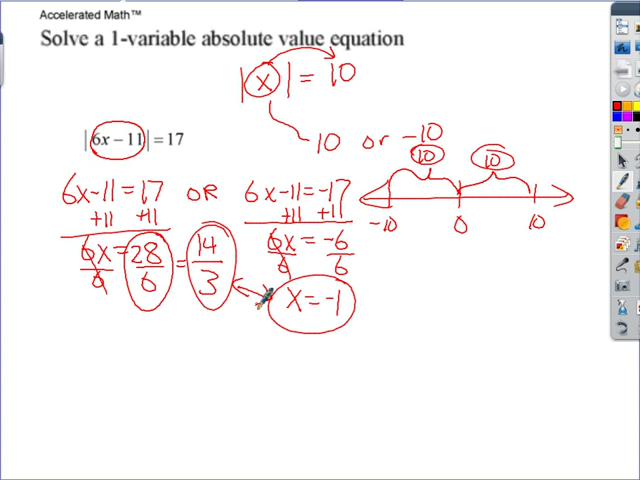 Accelerated Math™
Solve a 1-variable absolute value equation
|x| = 10
10 or -10
|6x − 11| = 17
10 10
-10 0 10
6x-11=17 OR 6x-11=-17
+11 +11 +11 +11
6x=28 = 14 6x = -6
6 6 3 6 6
x=-1